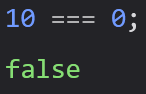 10 === 0;
false